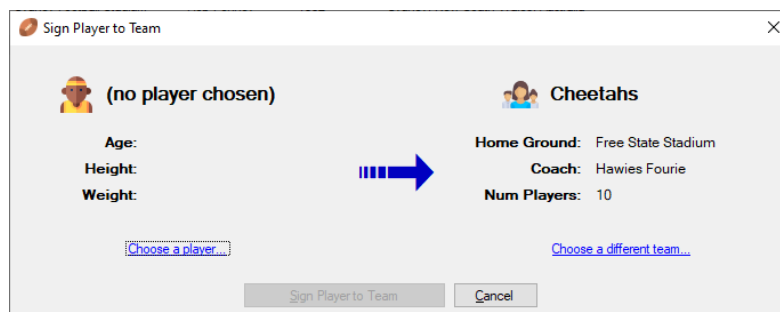 Sign Player to Team
(no player chosen)
Age:
Height:
Weight:
Choose a player...
Cheetahs
Home Ground: Free State Stadium
Coach: Hawies Fourie
Num Players: 10
Choose a different team...
Sign Player to Team
Cancel